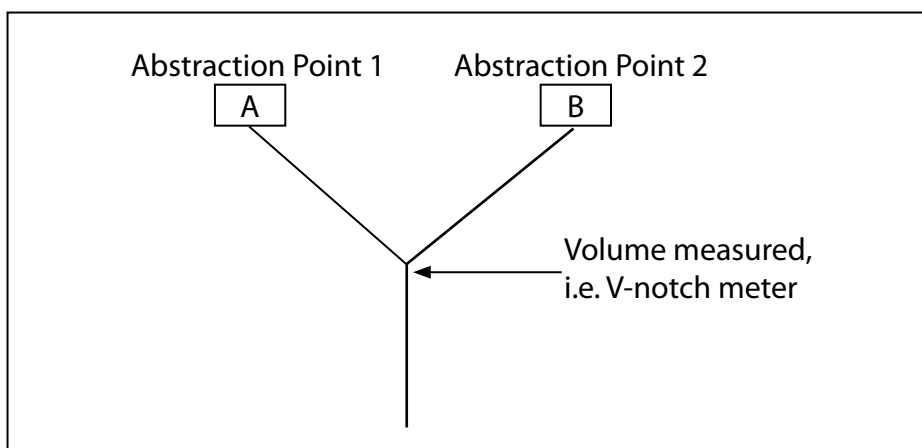 Abstraction Point 1
Abstraction Point 2
A
B
Volume measured,
i.e. V-notch meter